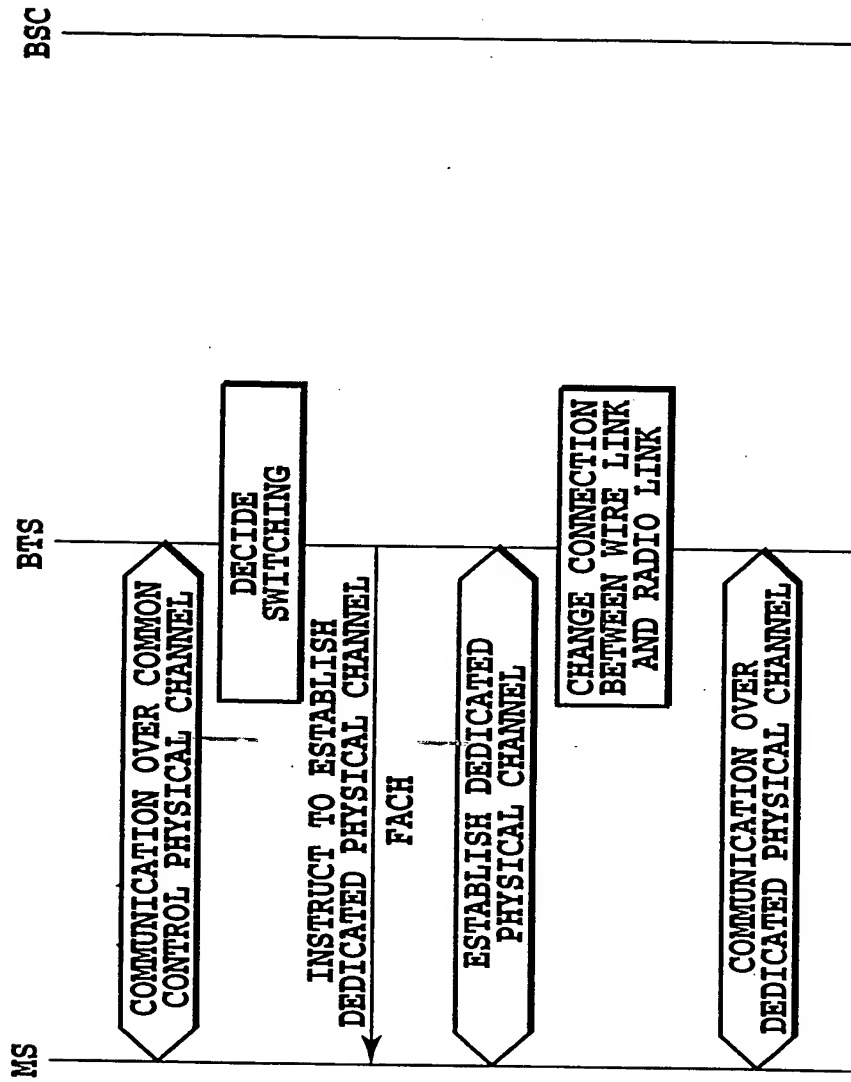 MS
BTS
BSC
COMMUNICATION OVER COMMON
CONTROL PHYSICAL CHANNEL
DECIDE
SWITCHING
INSTRUCT TO ESTABLISH
DEDICATED PHYSICAL CHANNEL
FACH
ESTABLISH DEDICATED
PHYSICAL CHANNEL
CHANGE CONNECTION
BETWEEN WIRE LINK
AND RADIO LINK
COMMUNICATION OVER
DEDICATED PHYSICAL CHANNEL